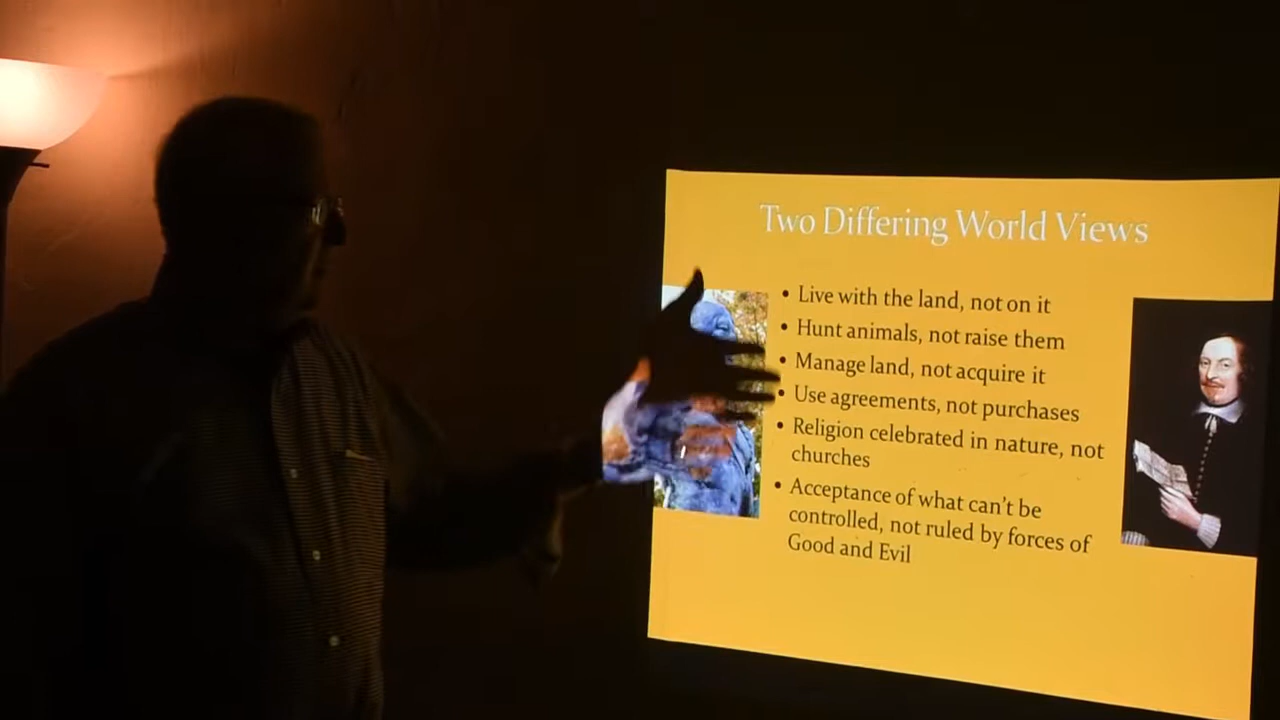 Two Differing World Views
• Live with the land, not on it
• Hunt animals, not raise them
• Manage land, not acquire it
• Use agreements, not purchases
• Religion celebrated in nature, not
churches
• Acceptance of what can't be
controlled, not ruled by forces of
Good and Evil